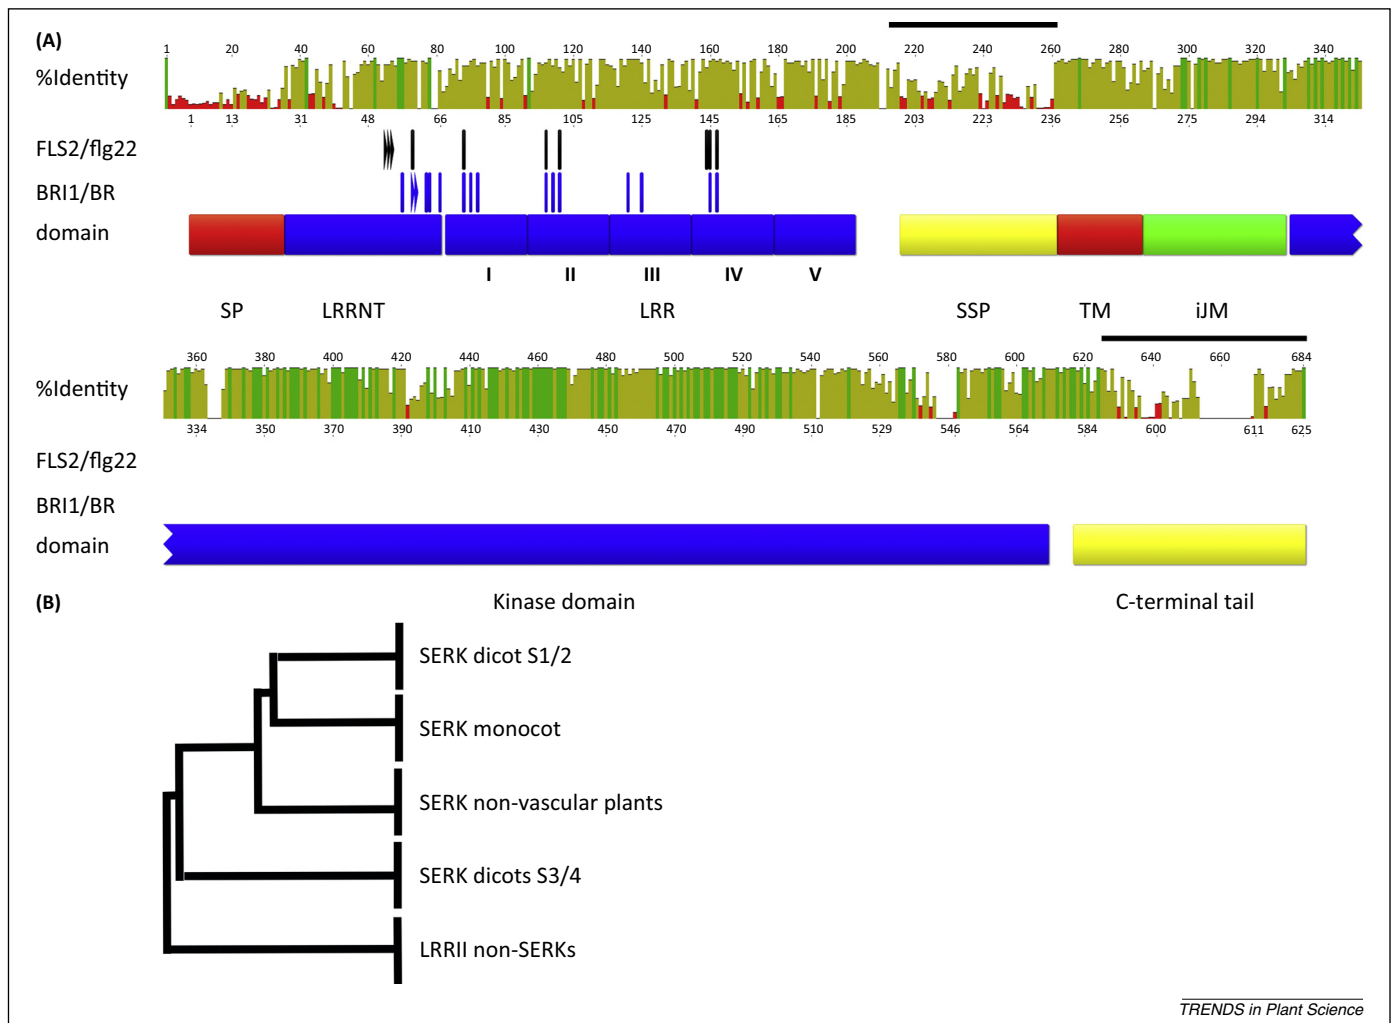 (A)
1 20 40 60 80 100 120 140 160 180 200 220 240 260 280 300 320 340
%Identity
1 13 31 48 66 85 105 125 145 165 185 203 223 236 256 275 294 314
FLS2/flg22
BRI1/BR
domain
I II III IV V
SP LRRNT LRR SSP TM iJM
360 380 400 420 440 460 480 500 520 540 560 580 600 620 640 660 684
%Identity
334 350 370 390 410 430 450 470 490 510 529 546 564 584 600 611 625
FLS2/flg22
BRI1/BR
domain
(B)
Kinase domain C-terminal tail
SERK dicot S1/2
SERK monocot
SERK non-vascular plants
SERK dicots S3/4
LRRII non-SERKs
TRENDS in Plant Science